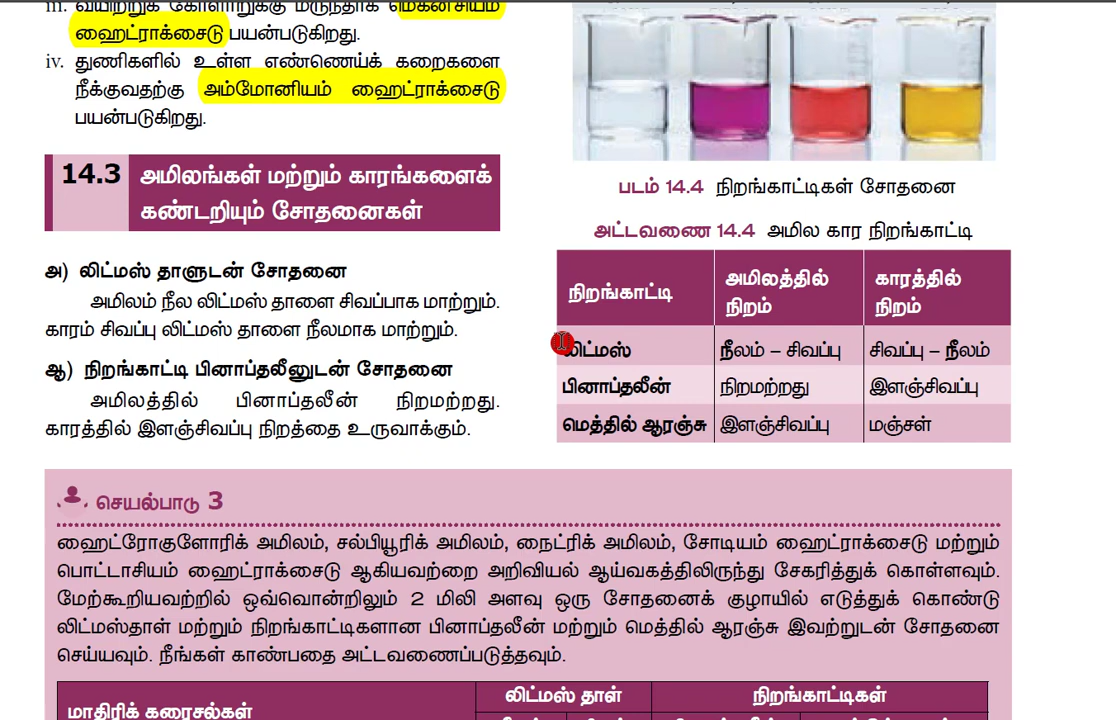 iii. வயிற்றுக் கோளாறுக்கு மருந்தாக மெக்னீசியம்
ஹைட்ராக்சைடு பயன்படுகிறது.
iv. துணிகளில் உள்ள எண்ணெய்க் கறைகளை
நீக்குவதற்கு அம்மோனியம் ஹைட்ராக்சைடு
பயன்படுகிறது.
14.3 அமிலங்கள் மற்றும் காரங்களைக்
கண்டறியும் சோதனைகள்
அ) லிட்மஸ் தாளுடன் சோதனை
அமிலம் நீல லிட்மஸ் தாளை சிவப்பாக மாற்றும்.
காரம் சிவப்பு லிட்மஸ் தாளை நீலமாக மாற்றும்.
ஆ) நிறங்காட்டி பினாப்தலீனுடன் சோதனை
அமிலத்தில் பினாப்தலீன் நிறமற்றது.
காரத்தில் இளஞ்சிவப்பு நிறத்தை உருவாக்கும்.
படம் 14.4 நிறங்காட்டிகள் சோதனை
அட்டவணை 14.4 அமில கார நிறங்காட்டி
நிறங்காட்டி அமிலத்தில் நிறம் காரத்தில் நிறம்
லிட்மஸ் நீலம் – சிவப்பு சிவப்பு – நீலம்
பினாப்தலீன் நிறமற்றது இளஞ்சிவப்பு
மெத்தில் ஆரஞ்சு இளஞ்சிவப்பு மஞ்சள்
செயல்பாடு 3
ஹைட்ரோகுளோரிக் அமிலம், சல்பியூரிக் அமிலம், நைட்ரிக் அமிலம், சோடியம் ஹைட்ராக்சைடு மற்றும்
பொட்டாசியம் ஹைட்ராக்சைடு ஆகியவற்றை அறிவியல் ஆய்வகத்திலிருந்து சேகரித்துக் கொள்ளவும்.
மேற்கூறியவற்றில் ஒவ்வொன்றிலும் 2 மிலி அளவு ஒரு சோதனைக் குழாயில் எடுத்துக் கொண்டு
லிட்மஸ்தாள் மற்றும் நிறங்காட்டிகளான பினாப்தலீன் மற்றும் மெத்தில் ஆரஞ்சு இவற்றுடன் சோதனை
செய்யவும். நீங்கள் காண்பதை அட்டவணைப்படுத்தவும்.
மாதிரிக் கரைசல்கள் லிட்மஸ் தாள் நிறங்காட்டிகள்